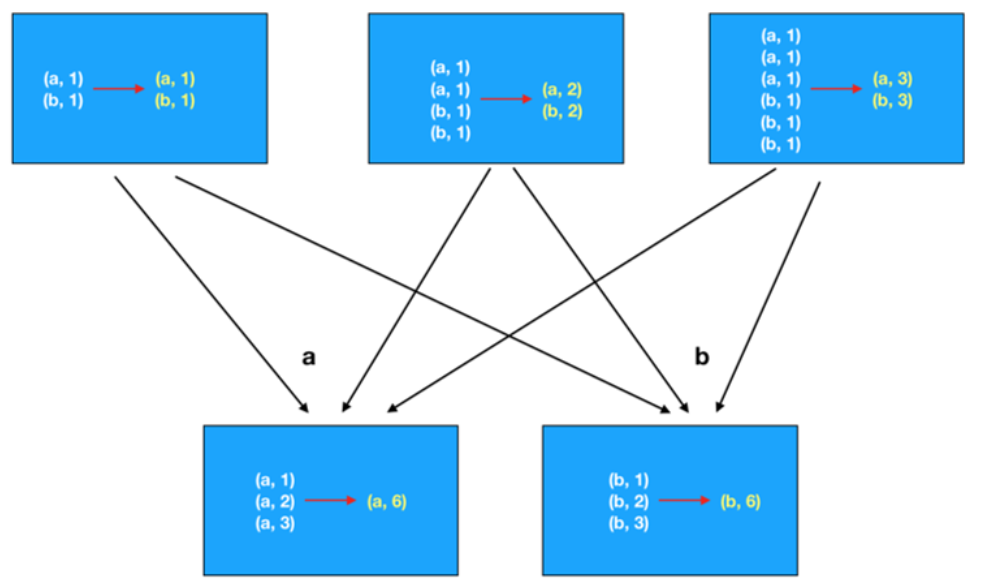 (a, 1)
(b, 1)
(a, 1)
(b, 1)
(a, 1)
(a, 1)
(b, 1)
(b, 1)
(a, 2)
(b, 2)
(a, 1)
(a, 1)
(a, 1)
(b, 1)
(b, 1)
(b, 1)
(a, 3)
(b, 3)
a
b
(a, 1)
(a, 2)
(a, 3)
(a, 6)
(b, 1)
(b, 2)
(b, 3)
(b, 6)